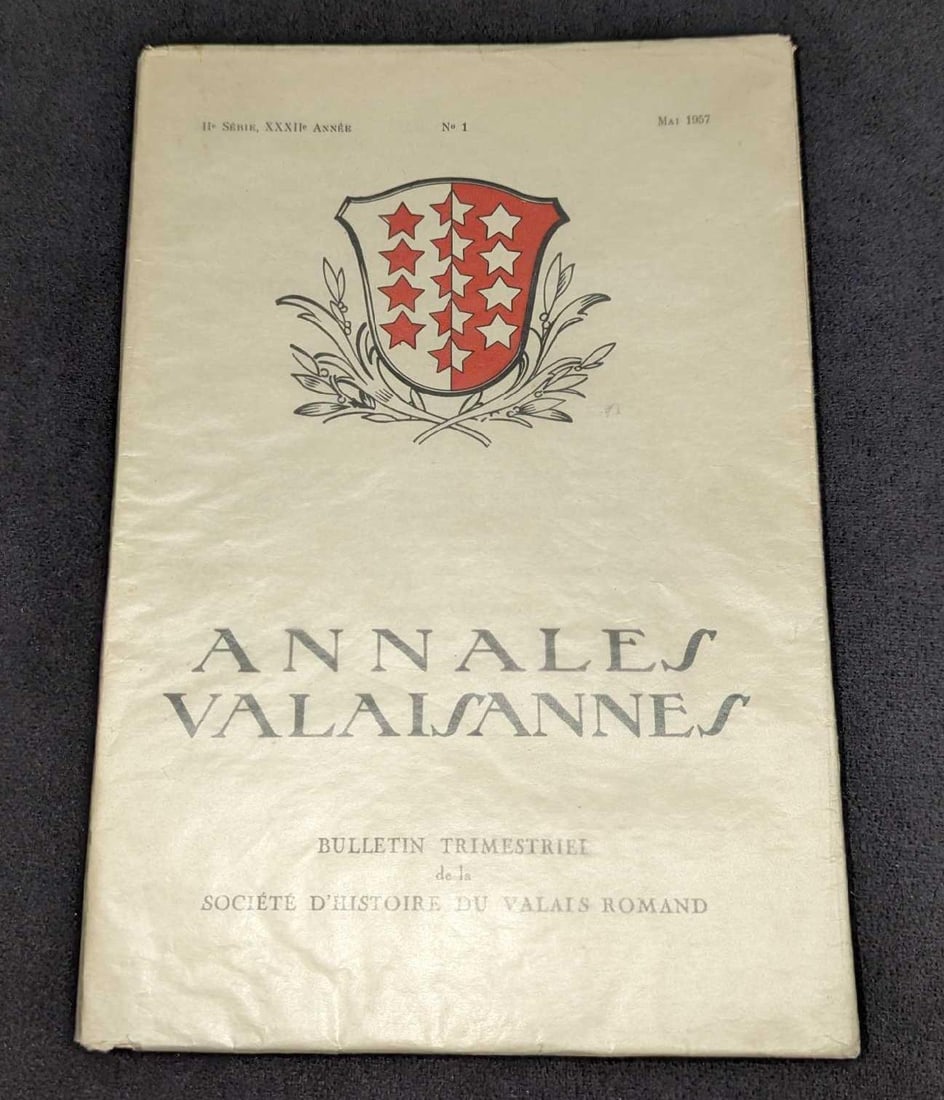 IIe Série, XXXIIe Année No 1 Mai 1957
ANNALES
VALAISANNES
BULLETIN TRIMESTRIEL
de la
SOCIÉTÉ D'HISTOIRE DU VALAIS ROMAND